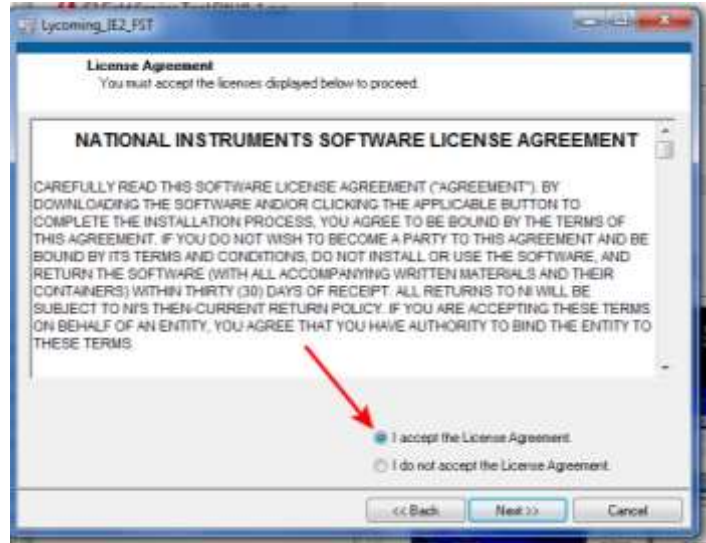 Lycoming_IE2_FST
License Agreement
You must accept the licenses displayed below to proceed.
NATIONAL INSTRUMENTS SOFTWARE LICENSE AGREEMENT
CAREFULLY READ THIS SOFTWARE LICENSE AGREEMENT ("AGREEMENT"). BY
DOWNLOADING THE SOFTWARE AND/OR CLICKING THE APPLICABLE BUTTON TO
COMPLETE THE INSTALLATION PROCESS, YOU AGREE TO BE BOUND BY THE TERMS OF
THIS AGREEMENT. IF YOU DO NOT WISH TO BECOME A PARTY TO THIS AGREEMENT AND BE
BOUND BY ITS TERMS AND CONDITIONS, DO NOT INSTALL OR USE THE SOFTWARE, AND
RETURN THE SOFTWARE (WITH ALL ACCOMPANYING WRITTEN MATERIALS AND THEIR
CONTAINERS) WITHIN THIRTY (30) DAYS OF RECEIPT. ALL RETURNS TO NI WILL BE
SUBJECT TO NI'S THEN-CURRENT RETURN POLICY. IF YOU ARE ACCEPTING THESE TERMS
ON BEHALF OF AN ENTITY, YOU AGREE THAT YOU HAVE AUTHORITY TO BIND THE ENTITY TO
THESE TERMS.
I accept the License Agreement.
I do not accept the License Agreement.
<< Back Next >> Cancel